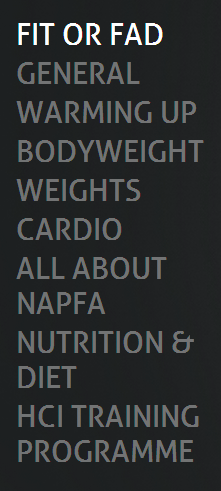 FIT OR FAD
GENERAL
WARMING UP
BODYWEIGHT
WEIGHTS
CARDIO
ALL ABOUT
NAPFA
NUTRITION &
DIET
HCI TRAINING
PROGRAMME